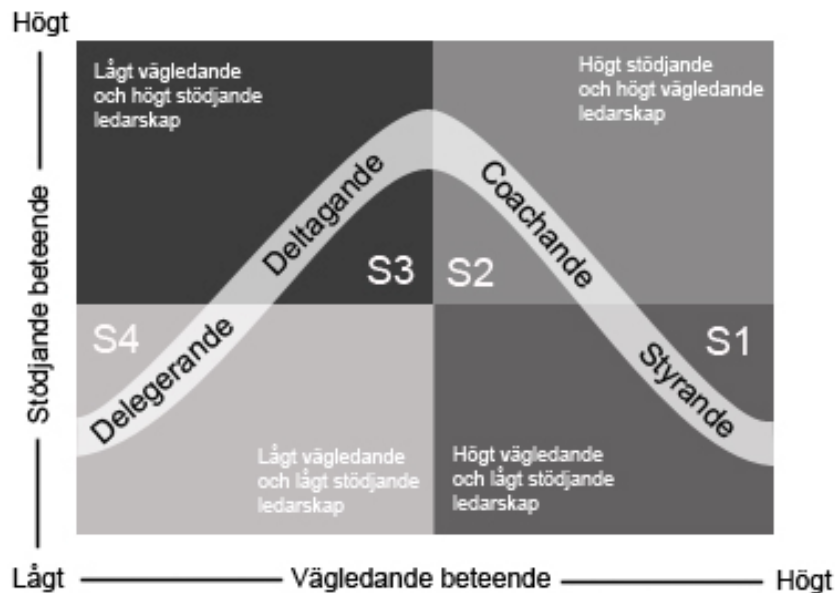 Högt
Lågt vägledande
och högt stödjande
ledarskap
Högt stödjande
och högt vägledande
ledarskap
Stödjande beteende
Deltagande
Coachande
S3
S2
S4
Delegerande
S1
Styrande
Lågt vägledande
och lågt stödjande
ledarskap
Högt vägledande
och lågt stödjande
ledarskap
Lågt
Vägledande beteende
Högt